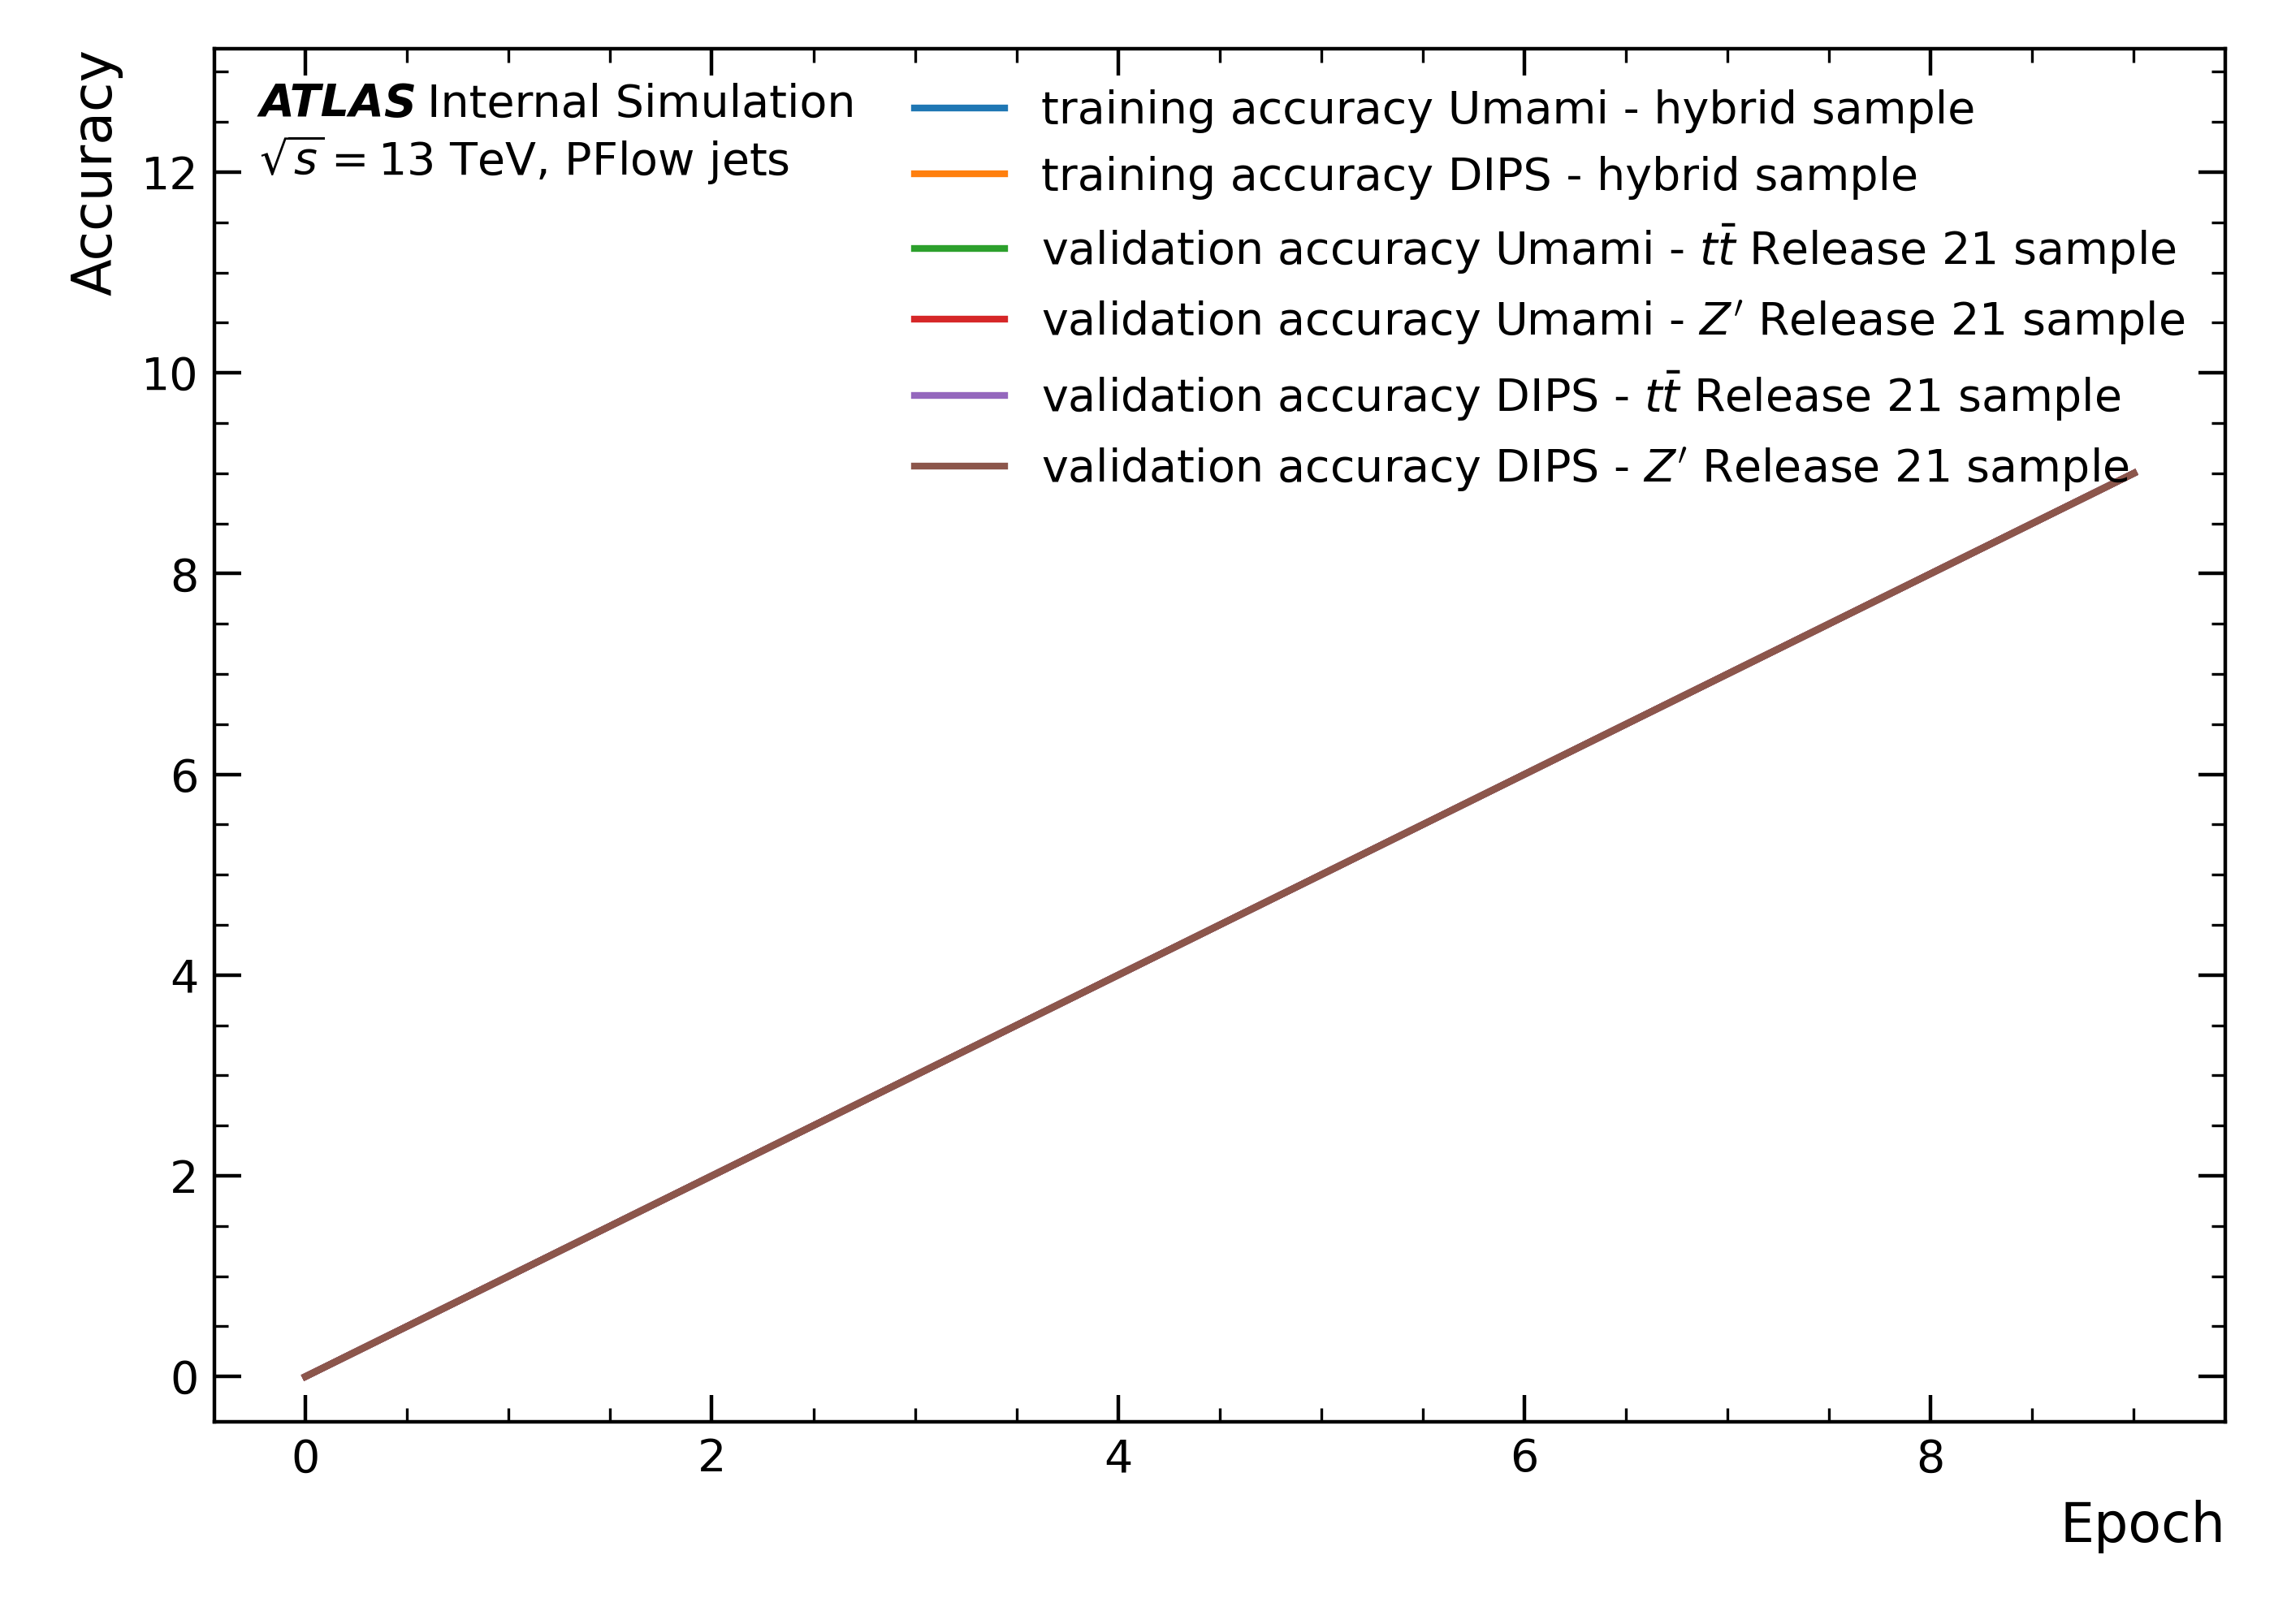 Accuracy
ATLAS Internal Simulation
√s = 13 TeV, PFlow jets
training accuracy Umami - hybrid sample
training accuracy DIPS - hybrid sample
validation accuracy Umami - tt̄ Release 21 sample
validation accuracy Umami - Z′ Release 21 sample
validation accuracy DIPS - tt̄ Release 21 sample
validation accuracy DIPS - Z′ Release 21 sample
12
10
8
6
4
2
0
0 2 4 6 8
Epoch